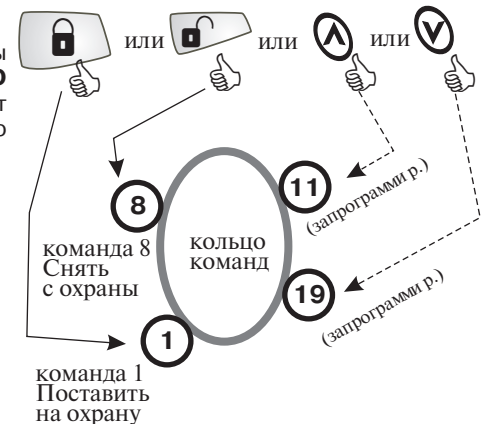 или
или
или
ы
О
т
о
8
11
(запрограмми р.)
кольцо
команд
команда 8
Снять
с охраны
19
(запрограмми р.)
1
команда 1
Поставить
на охрану